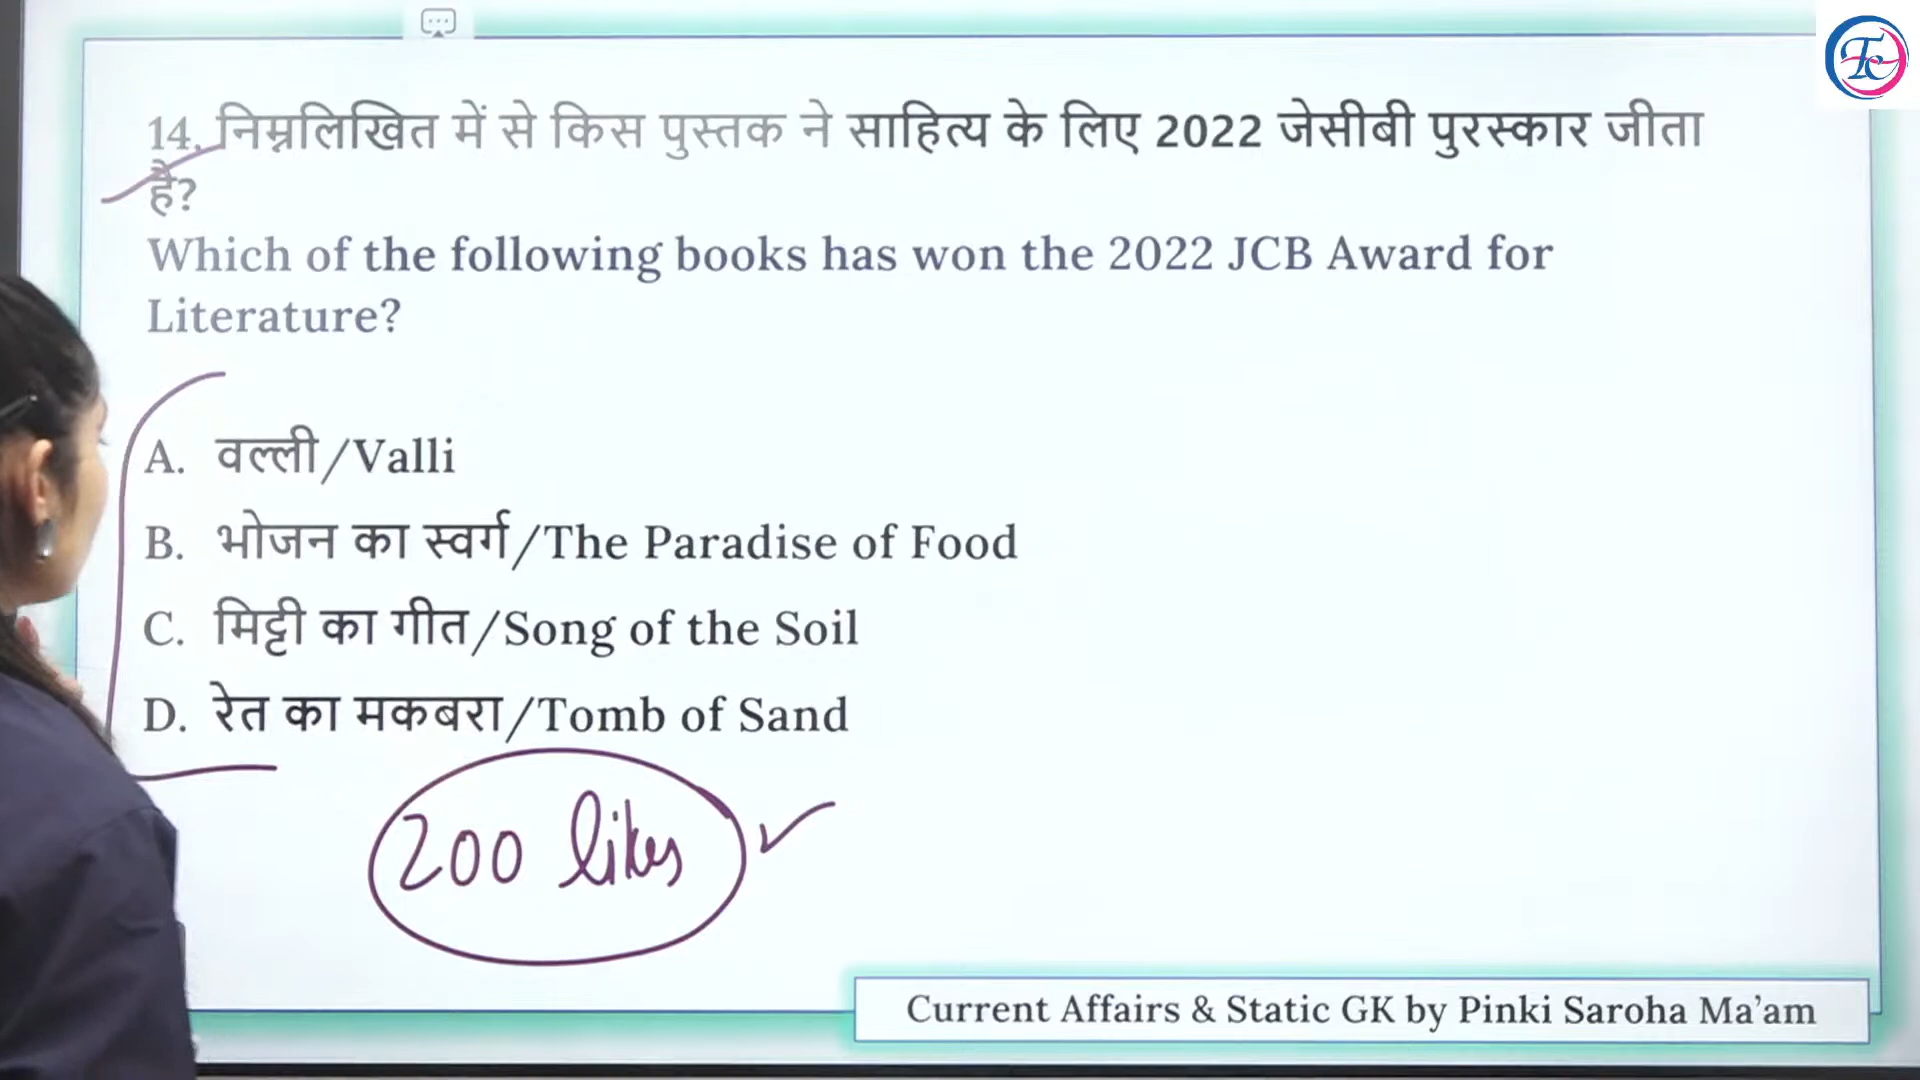 14. निम्नलिखित में से किस पुस्तक ने साहित्य के लिए 2022 जेसीबी पुरस्कार जीता
है?
Which of the following books has won the 2022 JCB Award for
Literature?
A. वल्ली/Valli
B. भोजन का स्वर्ग/The Paradise of Food
C. मिट्टी का गीत/Song of the Soil
D. रेत का मकबरा/Tomb of Sand
200 likes
Current Affairs & Static GK by Pinki Saroha Ma’am